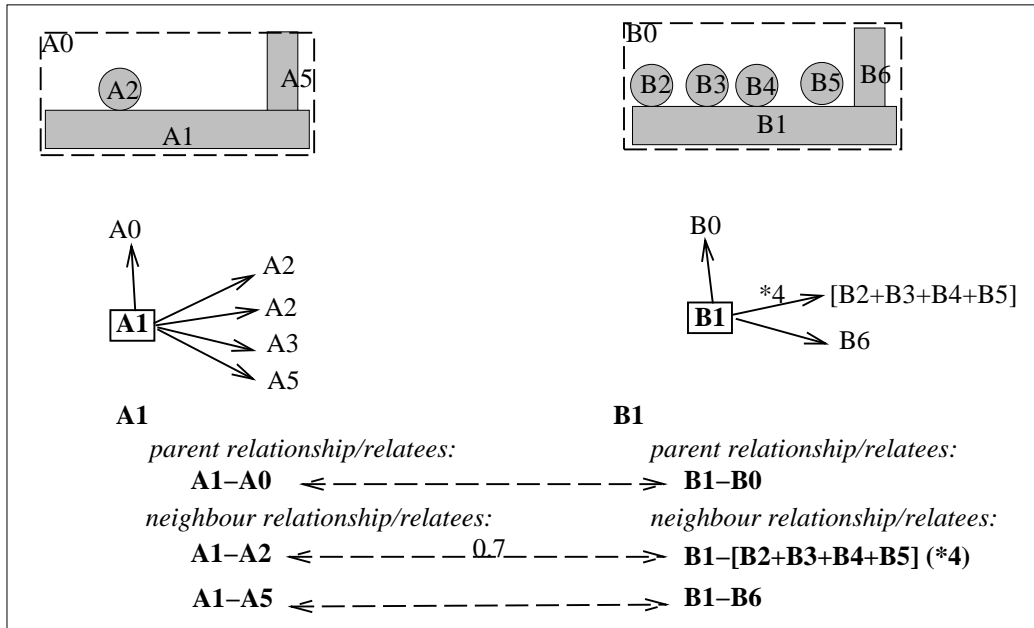 A0
A2
A5
A1
B0
B2 B3 B4 B5 B6
B1
A0
A2
A2
A1
A3
A5
B0
*4 [B2+B3+B4+B5]
B1
B6
A1 B1
parent relationship/relatees: parent relationship/relatees:
A1–A0 B1–B0
neighbour relationship/relatees: neighbour relationship/relatees:
A1–A2 0.7 B1–[B2+B3+B4+B5] (*4)
A1–A5 B1–B6